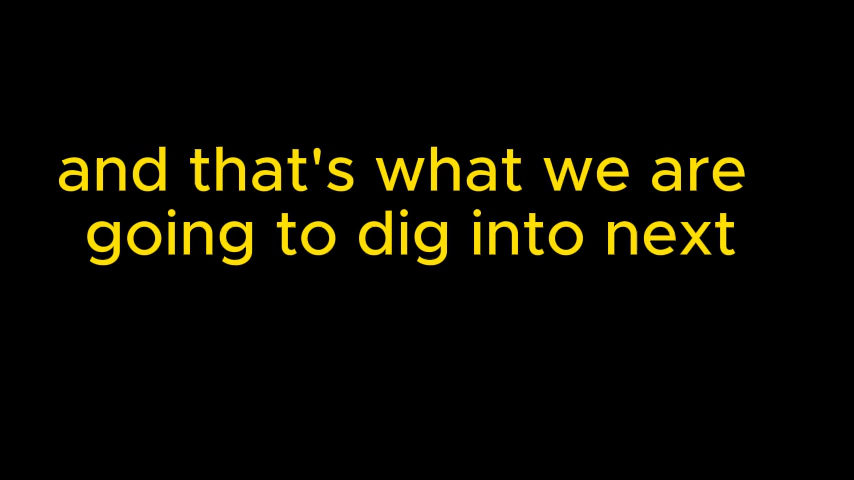 and that's what we are
going to dig into next